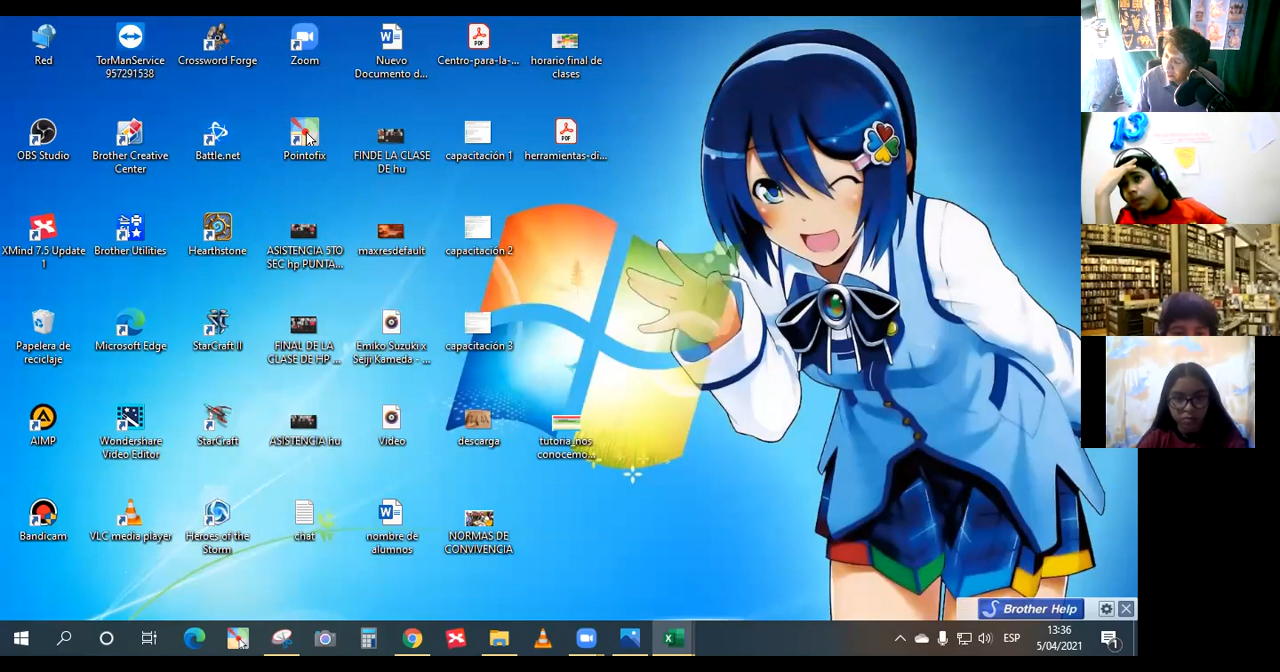 Red
TorManService
957291538
Crossword Forge
Zoom
Nuevo
Documento d...
Centro-para-la-...
horario final de
clases
OBS Studio
Brother Creative
Center
Battle.net
Pointofix
FINDE LA CLASE
DE hu
capacitación 1
herramientas-di...
XMind 7.5 Update
1
Brother Utilities
Hearthstone
ASISTENCIA 5TO
SEC hp PUNTA...
maxresdefault
capacitación 2
Papelera de
reciclaje
Microsoft Edge
StarCraft II
FINAL DE LA
CLASE DE HP ...
Emiko Suzuki x
Seiji Kameda - ...
capacitación 3
AIMP
Wondershare
Video Editor
StarCraft
ASISTENCIA hu
Video
descarga
tutoria_nos
conocemo...
Bandicam
VLC media player
Heroes of the
Storm
chat
nombre de
alumnos
NORMAS DE
CONVIVENCIA
Brother Help
ESP
13:36
5/04/2021
1
13
PDF
PDF